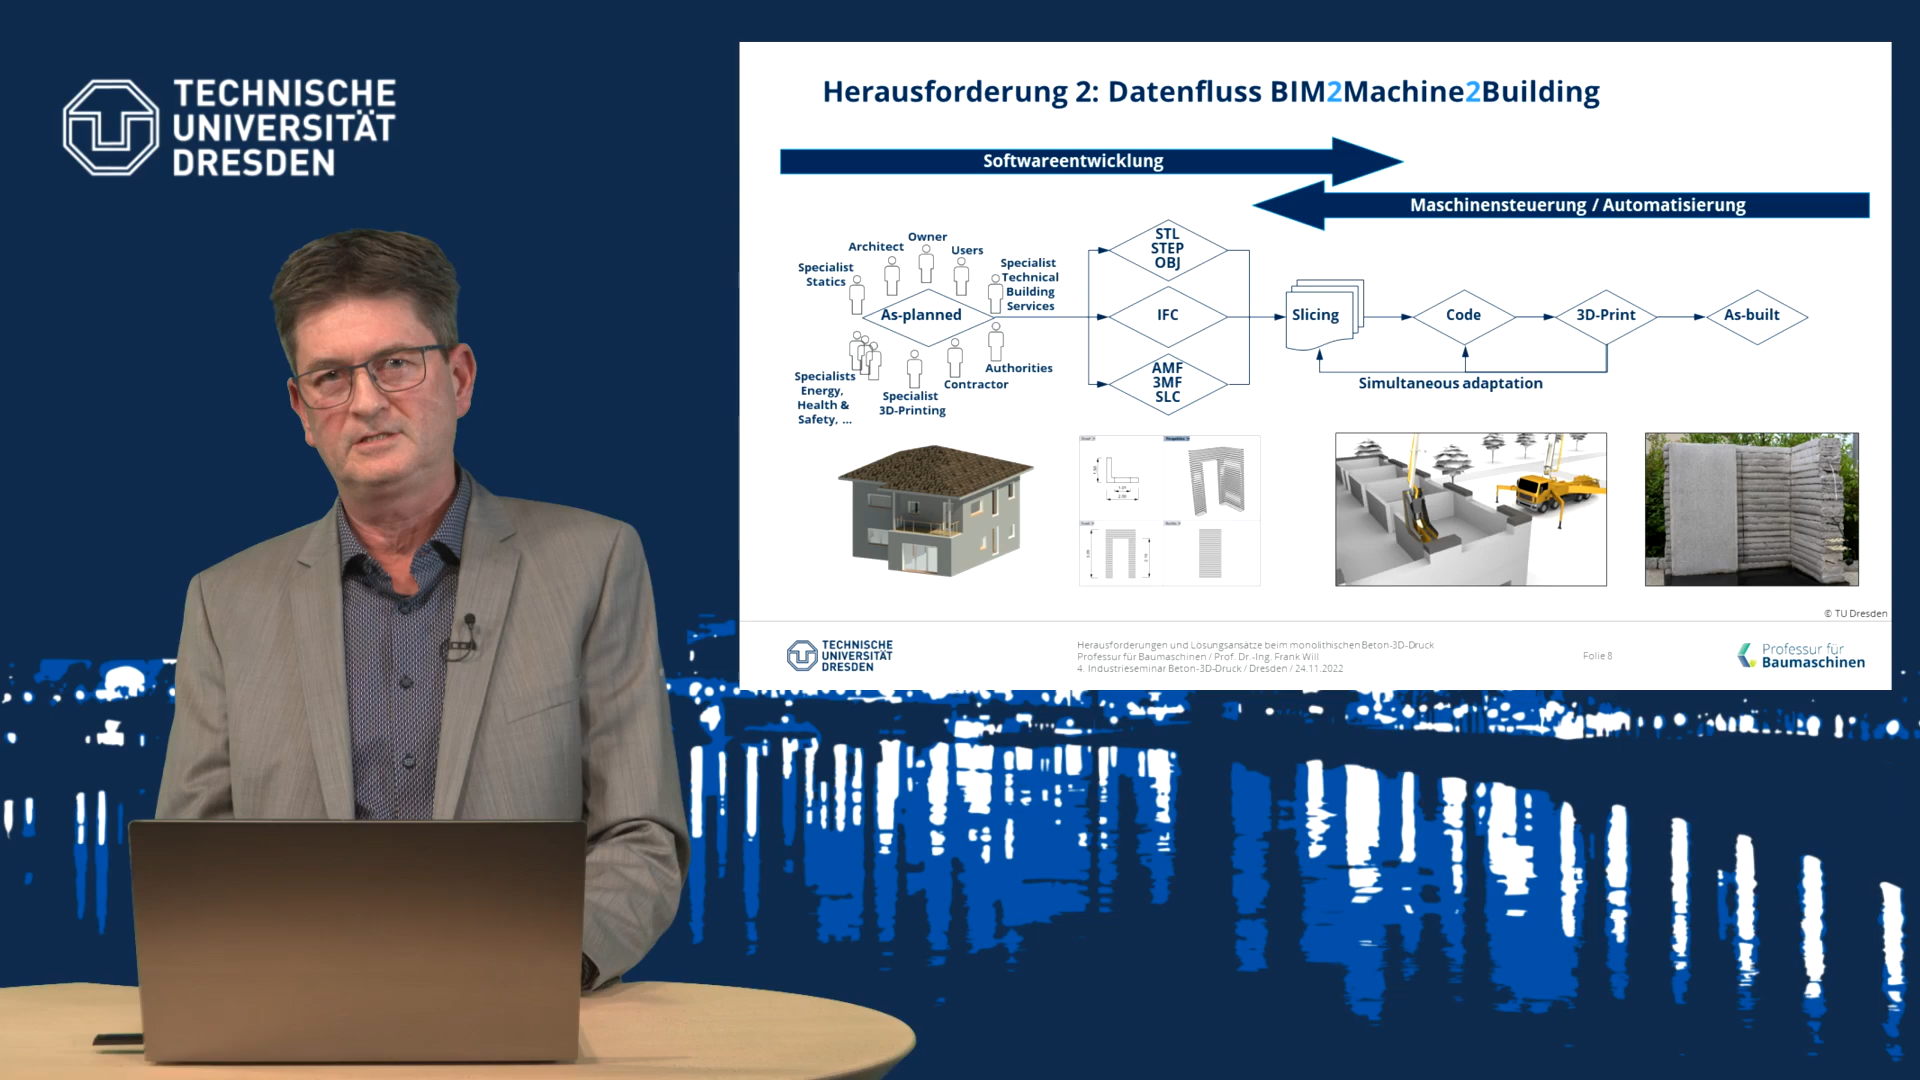 TECHNISCHE
UNIVERSITÄT
DRESDEN
Herausforderung 2: Datenfluss BIM2Machine2Building
Softwareentwicklung
Maschinensteuerung / Automatisierung
Owner
Architect
Users
Specialist
Statics
Specialist
Technical
Building
Services
As-planned
Authorities
Contractor
Specialist
3D-Printing
Specialists
Energy,
Health &
Safety, ...
STL
STEP
OBJ
IFC
AMF
3MF
SLC
Slicing
Code
3D-Print
As-built
Simultaneous adaptation
© TU Dresden
TECHNISCHE
UNIVERSITÄT
DRESDEN
Herausforderungen und Lösungsansätze beim monolithischen Beton-3D-Druck
Professur für Baumaschinen / Prof. Dr.-Ing. Frank Will
4. Industrieseminar Beton-3D-Druck / Dresden / 24.11.2022
Folie 8
Professur für
Baumaschinen